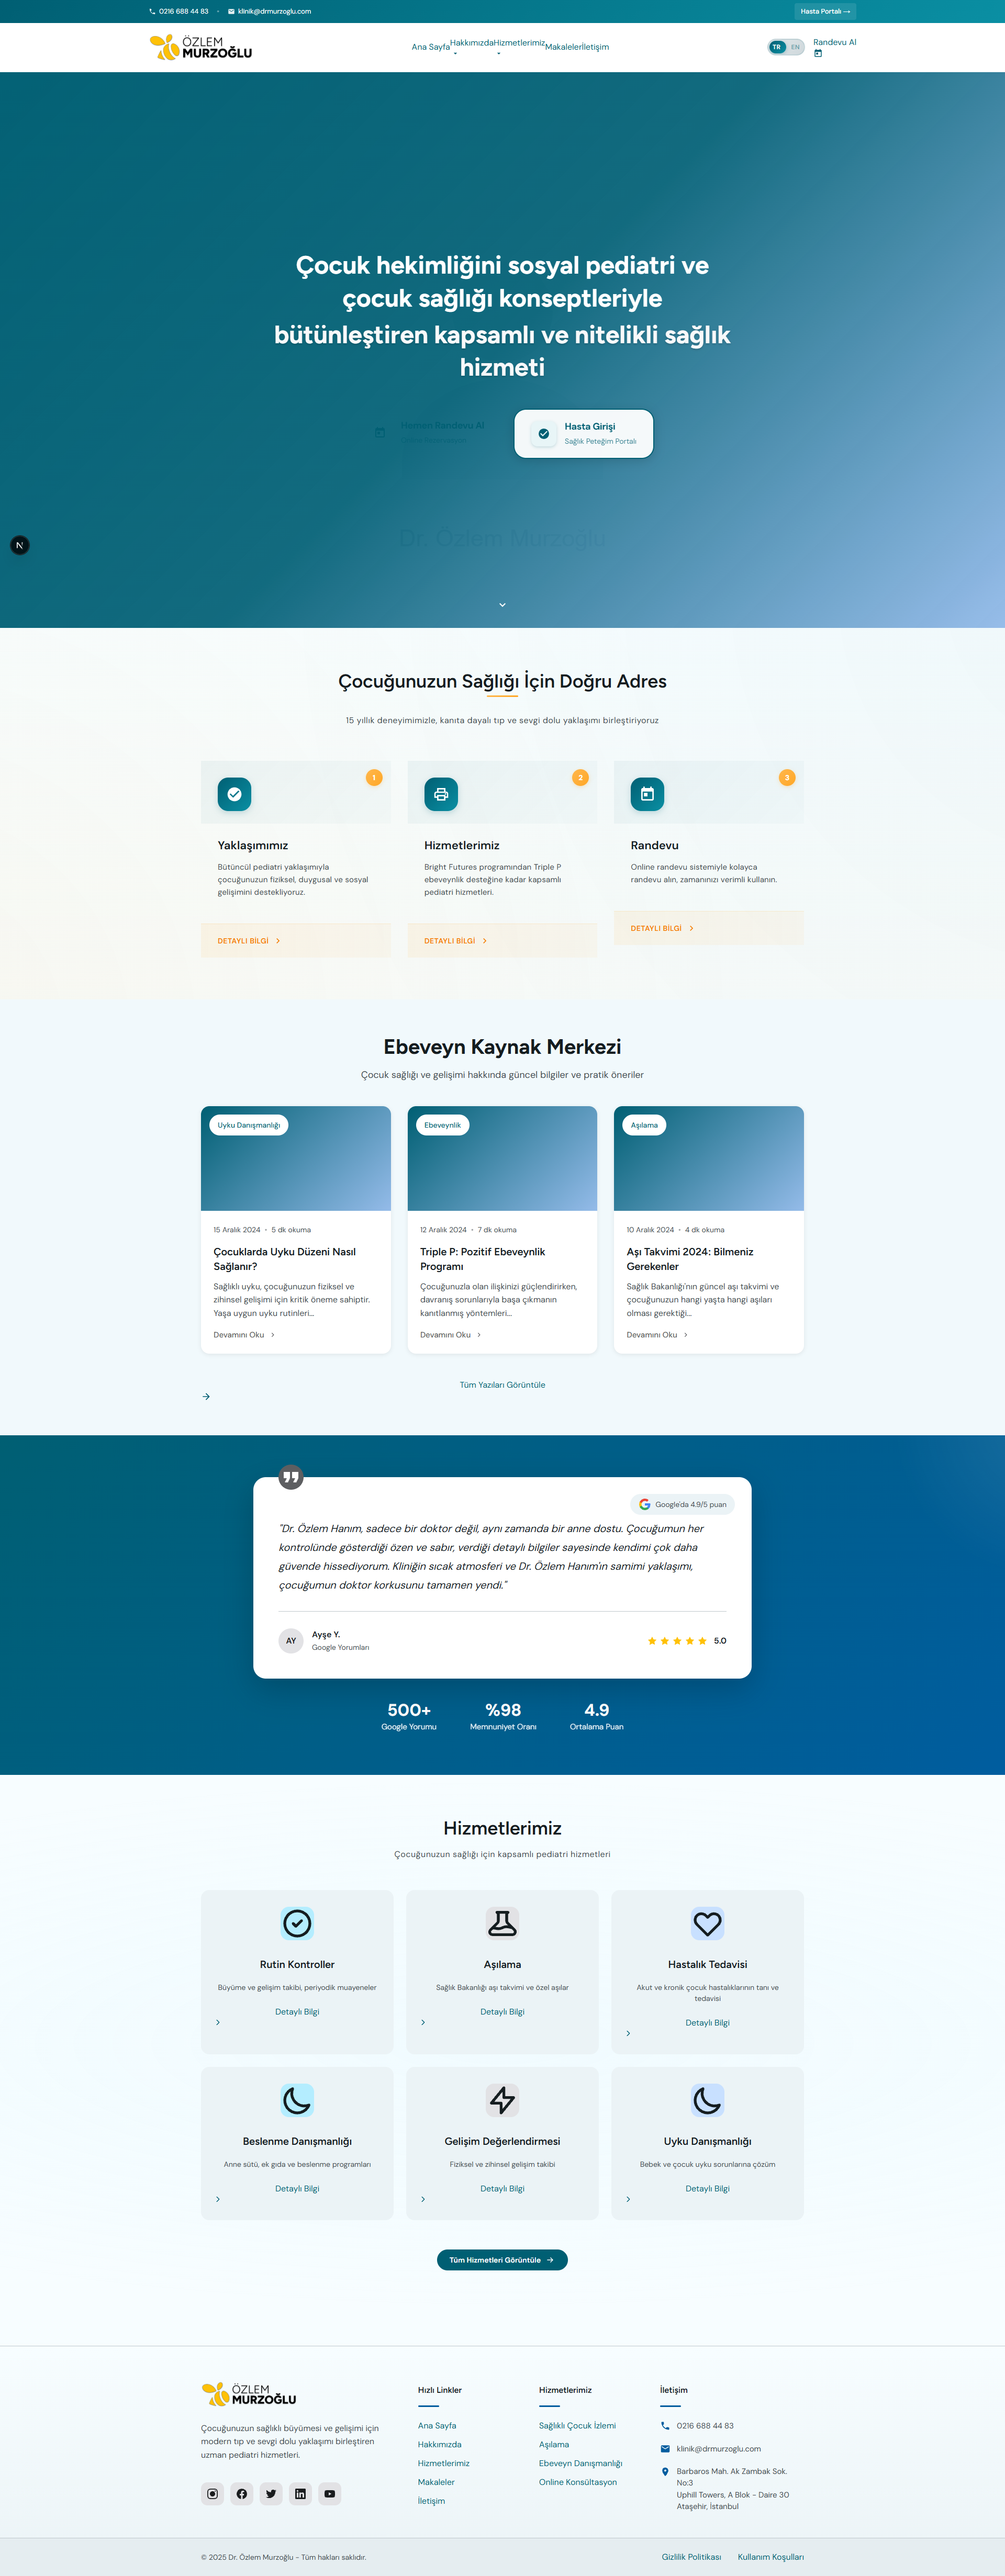 0216 688 44 83 • klinik@drmurzoglu.com Hasta Portalı →
ÖZLEM
MURZOĞLU
Ana Sayfa Hakkımızda Hizmetlerimiz Makaleler İletişim
TR EN
Randevu Al
Çocuk hekimliğini sosyal pediatri ve
çocuk sağlığı konseptleriyle
bütünleştiren kapsamlı ve nitelikli sağlık
hizmeti
Hemen Randevu Al
Hasta Girişi
Sağlık Peteğim Portalı
Dr. Özlem Murzoğlu
N
Çocuğunuzun Sağlığı İçin Doğru Adres
15 yıllık deneyimimizle, kanıta dayalı tıp ve sevgi dolu yaklaşımı birleştiriyoruz
1
Yaklaşımımız
Bütüncül pediatri yaklaşımıyla
çocuğunuzun fiziksel, duygusal ve sosyal
gelişimini destekliyoruz.
DETAYLI BİLGİ
2
Hizmetlerimiz
Bright Futures programından Triple P
ebeveynlik desteğine kadar kapsamlı
pediatri hizmetleri.
DETAYLI BİLGİ
3
Randevu
Online randevu sistemiyle kolayca
randevu alın, zamanınızı verimli kullanın.
DETAYLI BİLGİ
Ebeveyn Kaynak Merkezi
Çocuk sağlığı ve gelişimi hakkında güncel bilgiler ve pratik öneriler
Uyku Danışmanlığı
15 Aralık 2024 • 5 dk okuma
Çocuklarda Uyku Düzeni Nasıl
Sağlanır?
Sağlıklı uyku, çocuğunuzun fiziksel ve
zihinsel gelişimi için kritik öneme sahiptir.
Yaşa uygun uyku rutinleri...
Devamını Oku
Ebeveynlik
12 Aralık 2024 • 7 dk okuma
Triple P: Pozitif Ebeveynlik
Programı
Çocuğunuzla olan ilişkinizi güçlendirirken,
davranış sorunlarıyla başa çıkmanın
kanıtlanmış yöntemleri...
Devamını Oku
Aşılama
10 Aralık 2024 • 4 dk okuma
Aşı Takvimi 2024: Bilmeniz
Gerekenler
Sağlık Bakanlığı'nın güncel aşı takvimi ve
çocuğunuzun hangi yaşta hangi aşıları
olması gerektiği...
Devamını Oku
Tüm Yazıları Görüntüle
Google'da 4.9/5 puan
"Dr. Özlem Hanım, sadece bir doktor değil, aynı zamanda bir anne dostu. Çocuğumun her
kontrolünde gösterdiği özen ve sabır, verdiği detaylı bilgiler sayesinde kendimi çok daha
güvende hissediyorum. Kliniğin sıcak atmosferi ve Dr. Özlem Hanım'ın samimi yaklaşımı,
çocuğumun doktor korkusunu tamamen yendi."
AY
Ayşe Y.
Google Yorumları
5.0
500+ %98 4.9
Google Yorumu Memnuniyet Oranı Ortalama Puan
Hizmetlerimiz
Çocuğunuzun sağlığı için kapsamlı pediatri hizmetleri
Rutin Kontroller
Büyüme ve gelişim takibi, periyodik muayeneler
Detaylı Bilgi
Aşılama
Sağlık Bakanlığı aşı takvimi ve özel aşılar
Detaylı Bilgi
Hastalık Tedavisi
Akut ve kronik çocuk hastalıklarının tanı ve
tedavisi
Detaylı Bilgi
Beslenme Danışmanlığı
Anne sütü, ek gıda ve beslenme programları
Detaylı Bilgi
Gelişim Değerlendirmesi
Fiziksel ve zihinsel gelişim takibi
Detaylı Bilgi
Uyku Danışmanlığı
Bebek ve çocuk uyku sorunlarına çözüm
Detaylı Bilgi
Tüm Hizmetleri Görüntüle
ÖZLEM
MURZOĞLU
Çocuğunuzun sağlıklı büyümesi ve gelişimi için
modern tıp ve sevgi dolu yaklaşımı birleştiren
uzman pediatri hizmetleri.
Hızlı Linkler
Ana Sayfa
Hakkımızda
Hizmetlerimiz
Makaleler
İletişim
Hizmetlerimiz
Sağlıklı Çocuk İzlemi
Aşılama
Ebeveyn Danışmanlığı
Online Konsültasyon
İletişim
0216 688 44 83
klinik@drmurzoglu.com
Barbaros Mah. Ak Zambak Sok.
No:3
Uphill Towers, A Blok - Daire 30
Ataşehir, İstanbul
© 2025 Dr. Özlem Murzoğlu - Tüm hakları saklıdır.
Gizlilik Politikası Kullanım Koşulları